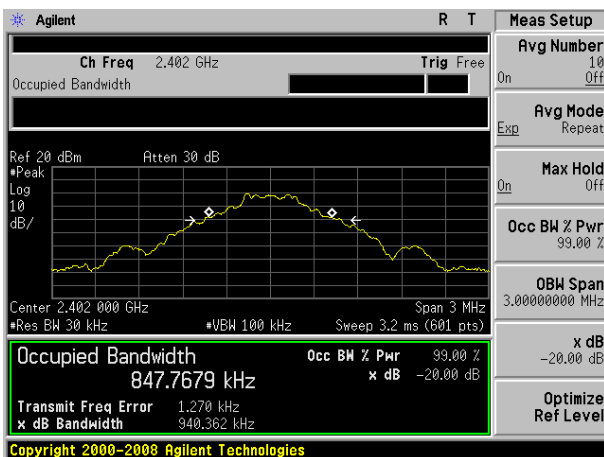 Agilent R T
Ch Freq 2.402 GHz Trig Free
Occupied Bandwidth
Ref 20 dBm Atten 30 dB
#Peak
Log
10
dB/
Center 2.402 000 GHz Span 3 MHz
#Res BW 30 kHz #VBW 100 kHz Sweep 3.2 ms (601 pts)
Occupied Bandwidth Occ BW % Pwr 99.00 %
847.7679 kHz x dB -20.00 dB
Transmit Freq Error 1.270 kHz
x dB Bandwidth 940.362 kHz
Copyright 2000-2008 Agilent Technologies
Meas Setup
Avg Number
10
On Off
Avg Mode
Exp Repeat
Max Hold
On Off
Occ BW % Pwr
99.00 %
OBW Span
3.00000000 MHz
x dB
-20.00 dB
Optimize
Ref Level